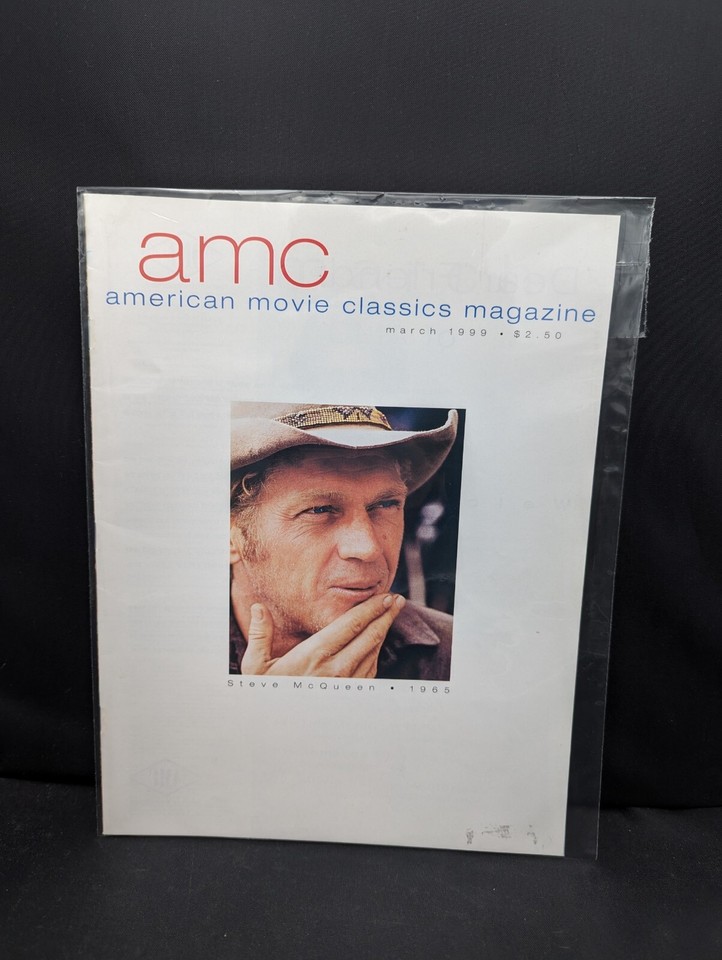 amc
american movie classics magazine
march 1999 • $2.50
Steve McQueen • 1965